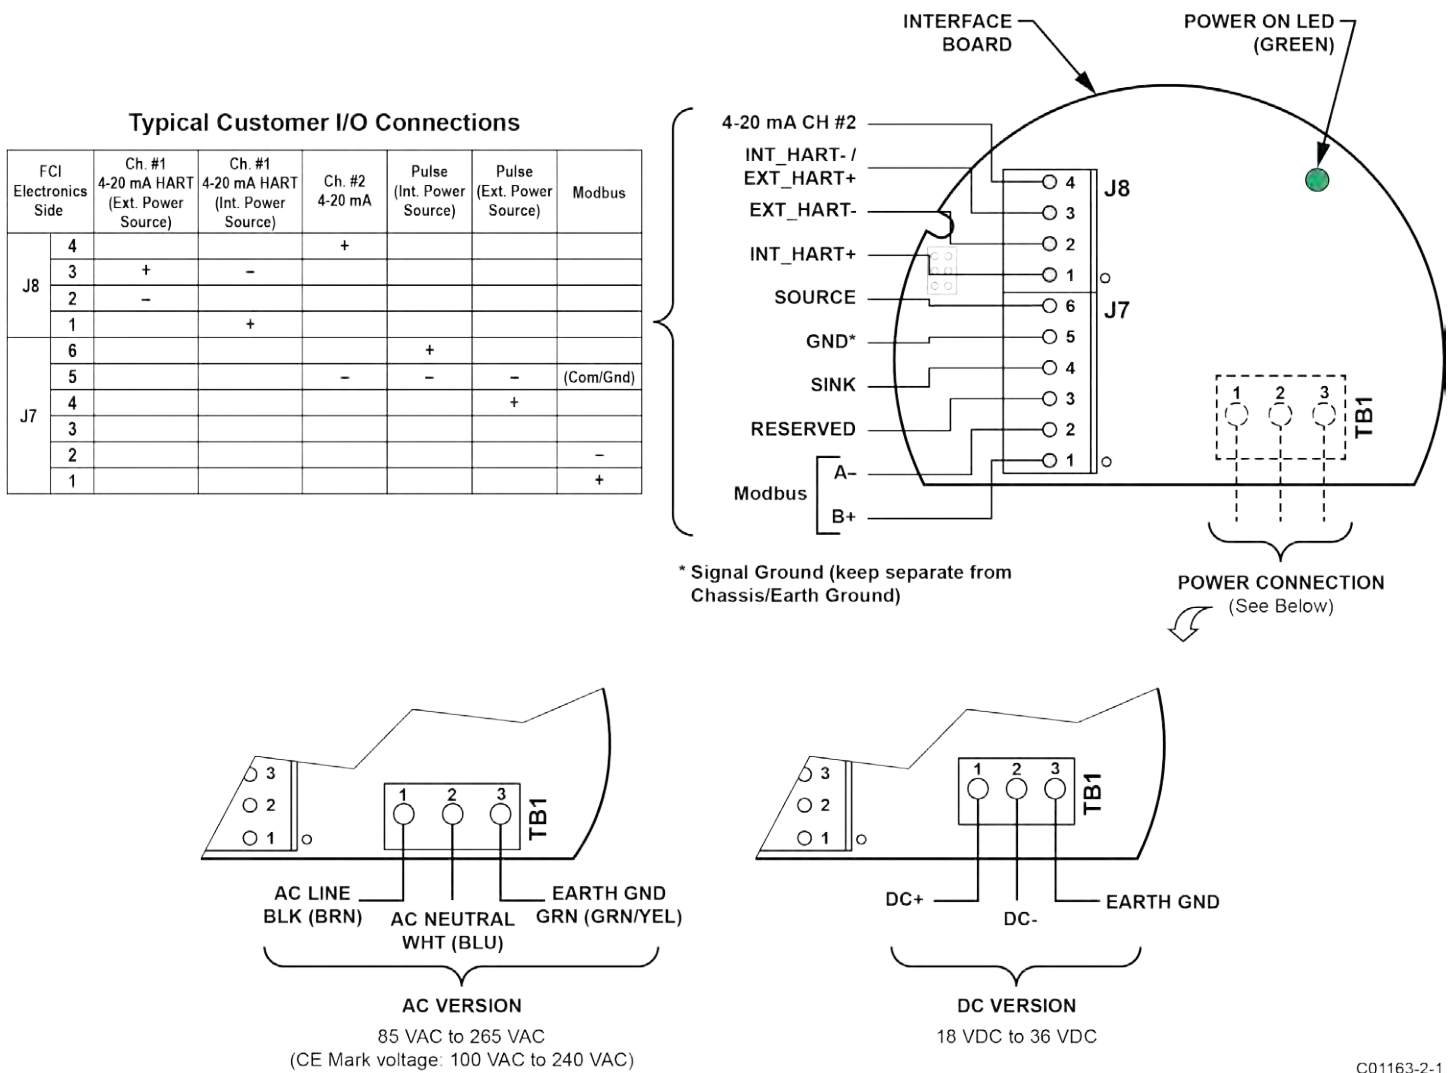 INTERFACE
BOARD
POWER ON LED
(GREEN)
Typical Customer I/O Connections
FCI
Electronics
Side
Ch. #1
4-20 mA HART
(Ext. Power
Source)
Ch. #1
4-20 mA HART
(Int. Power
Source)
Ch. #2
4-20 mA
Pulse
(Int. Power
Source)
Pulse
(Ext. Power
Source)
Modbus
J8
4 +
3 + –
2 –
1 +
J7
6 +
5 – – – (Com/Gnd)
4 +
3
2 –
1 +
4-20 mA CH #2
INT_HART- /
EXT_HART+
EXT_HART-
INT_HART+
SOURCE
GND*
SINK
RESERVED
Modbus
A–
B+
4
3
2
1
J8
6
5
4
3
2
1
J7
1 2 3
TB1
* Signal Ground (keep separate from
Chassis/Earth Ground)
POWER CONNECTION
(See Below)
3
2
1
1 2 3
TB1
AC LINE
BLK (BRN)
AC NEUTRAL
WHT (BLU)
EARTH GND
GRN (GRN/YEL)
AC VERSION
85 VAC to 265 VAC
(CE Mark voltage: 100 VAC to 240 VAC)
3
2
1
1 2 3
TB1
DC+
DC-
EARTH GND
DC VERSION
18 VDC to 36 VDC
C01163-2-1